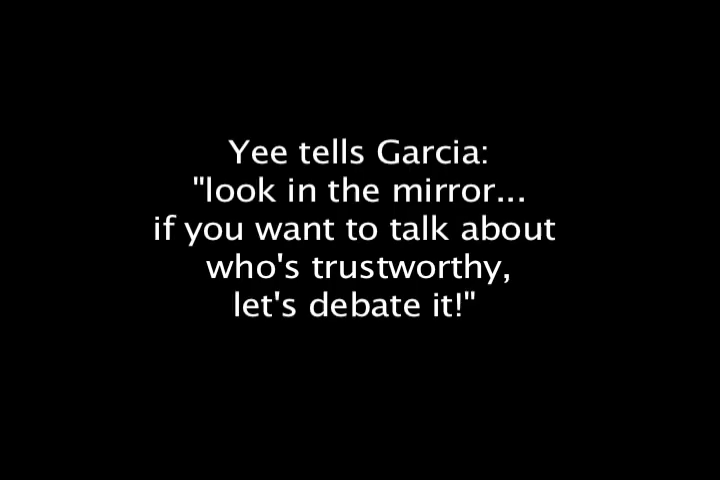 Yee tells Garcia:
"look in the mirror...
if you want to talk about
who's trustworthy,
let's debate it!"